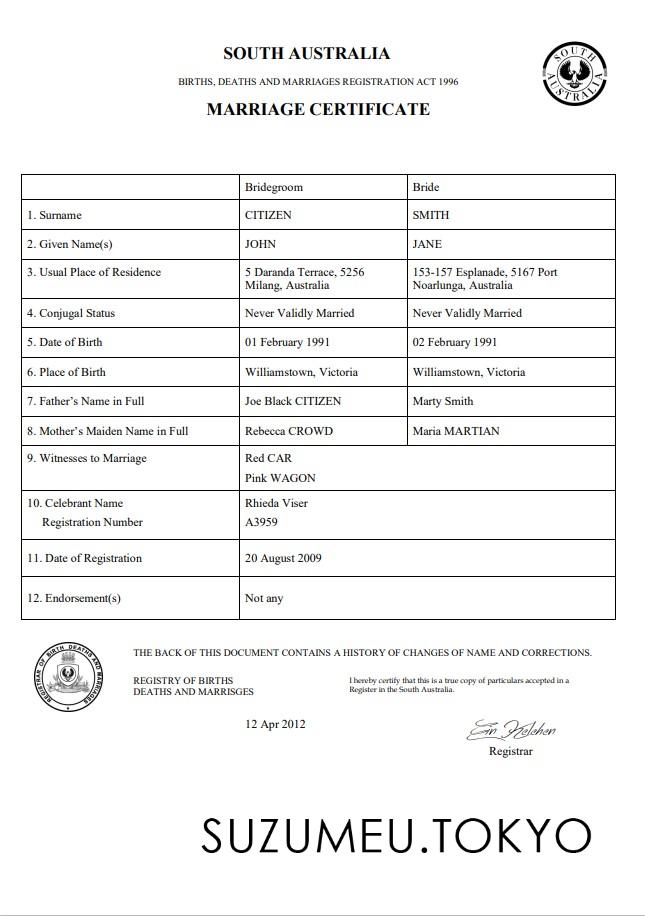 SOUTH AUSTRALIA
BIRTHS, DEATHS AND MARRIAGES REGISTRATION ACT 1996
MARRIAGE CERTIFICATE
SOUTH
AUSTRALIA
Bridegroom Bride
1. Surname CITIZEN SMITH
2. Given Name(s) JOHN JANE
3. Usual Place of Residence 5 Daranda Terrace, 5256 153-157 Esplanade, 5167 Port
Milang, Australia Noarlunga, Australia
4. Conjugal Status Never Validly Married Never Validly Married
5. Date of Birth 01 February 1991 02 February 1991
6. Place of Birth Williamstown, Victoria Williamstown, Victoria
7. Father's Name in Full Joe Black CITIZEN Marty Smith
8. Mother's Maiden Name in Full Rebecca CROWD Maria MARTIAN
9. Witnesses to Marriage Red CAR
Pink WAGON
10. Celebrant Name Rhieda Viser
Registration Number A3959
11. Date of Registration 20 August 2009
12. Endorsement(s) Not any
REGISTRAR OF BIRTH DEATHS AND MARRIAGES
THE BACK OF THIS DOCUMENT CONTAINS A HISTORY OF CHANGES OF NAME AND CORRECTIONS.
REGISTRY OF BIRTHS I hereby certify that this is a true copy of particulars accepted in a
DEATHS AND MARRISGES Register in the South Australia.
12 Apr 2012
Registrar
SUZUMEU.TOKYO